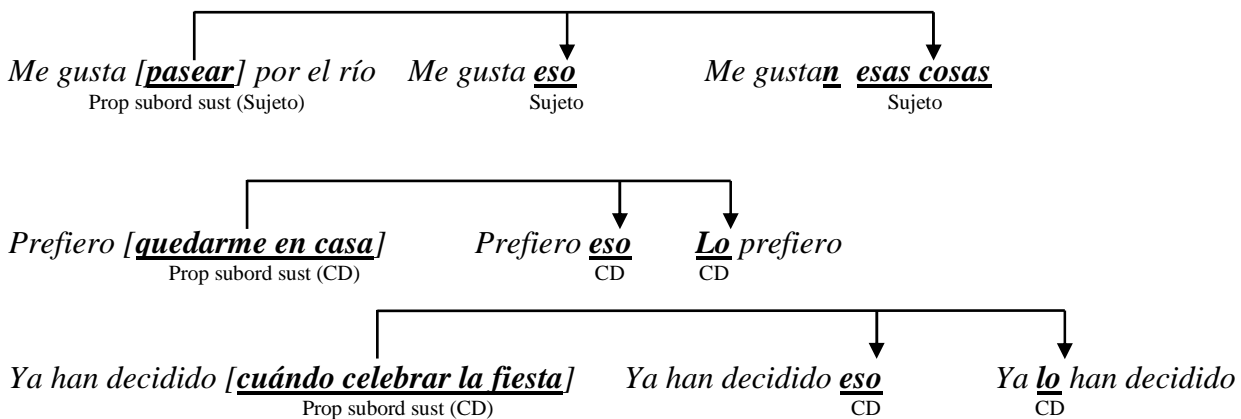 Me gusta [pasear] por el río Me gusta eso Me gustan esas cosas
Prop subord sust (Sujeto) Sujeto Sujeto
Prefiero [quedarme en casa] Prefiero eso Lo prefiero
Prop subord sust (CD) CD CD
Ya han decidido [cuándo celebrar la fiesta] Ya han decidido eso Ya lo han decidido
Prop subord sust (CD) CD CD